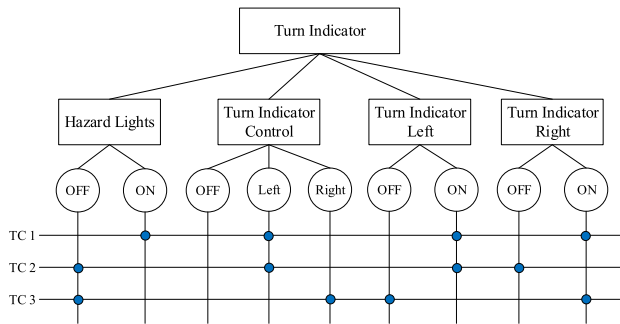 Turn Indicator
Hazard Lights
Turn Indicator
Control
Turn Indicator
Left
Turn Indicator
Right
OFF
ON
OFF
Left
Right
OFF
ON
OFF
ON
TC 1
TC 2
TC 3